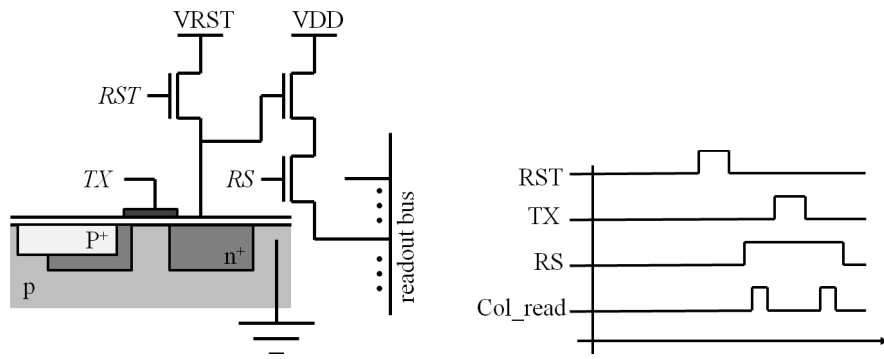 VRST
VDD
RST
TX
RS
P+
n+
p
readout bus
RST
TX
RS
Col_read